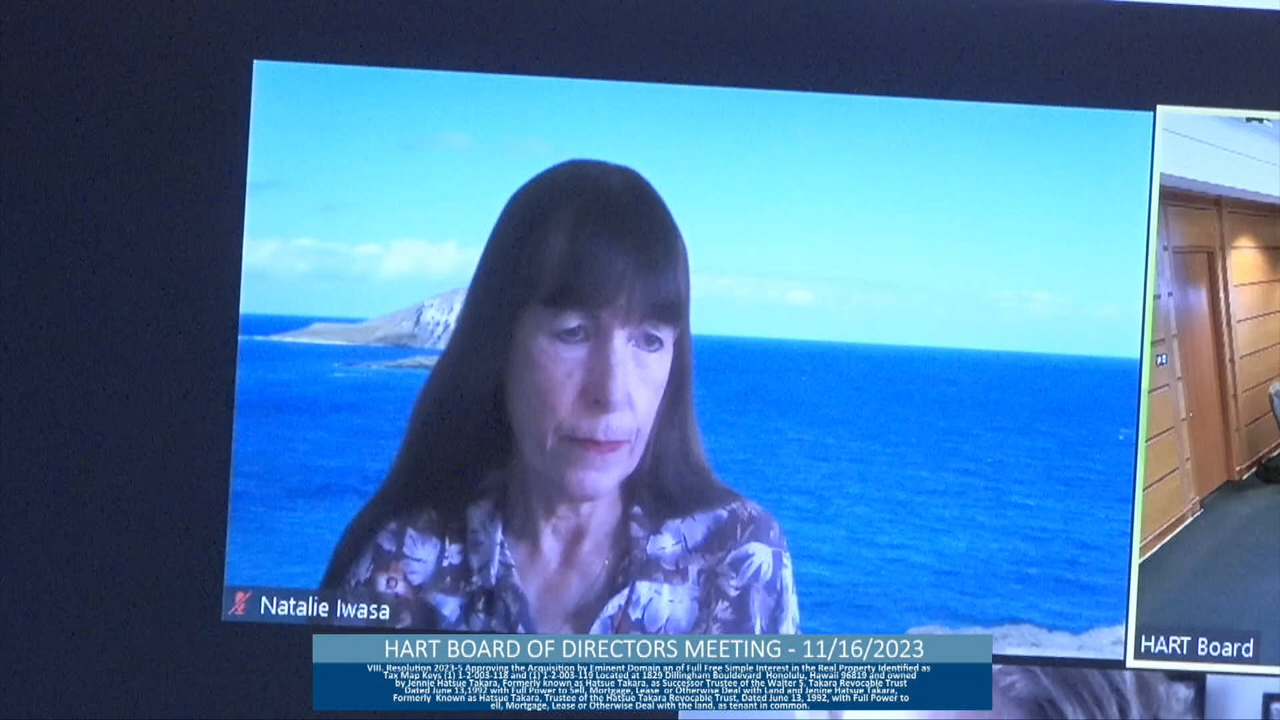 Natalie Iwasa
HART Board
HART BOARD OF DIRECTORS MEETING - 11/16/2023
VIII. Resolution 2023-5 Approving the Acquisition by Eminent Domain an of Full Free Simple Interest in the Real Property Identified as
Tax Map Keys (1) 1-2-003-118 and (1) 1-2-003-119 Located at 1829 Dillingham Bouldevard Honolulu, Hawaii 96819 and owned
by Jennie Hatsue Takara, Formerly known as Hatsue Takara, as Successor Trustee of the Walter S. Takara Revocable Trust
Dated June 13,1992 with Full Power to Sell, Mortgage, Lease or Otherwise Deal with Land and Jenine Hatsue Takara,
Formerly Known as Hatsue Takara, Trustee of the Hatsue Takara Revocable Trust, Dated June 13, 1992, with Full Power to
ell, Mortgage, Lease or Otherwise Deal with the land, as tenant in common.